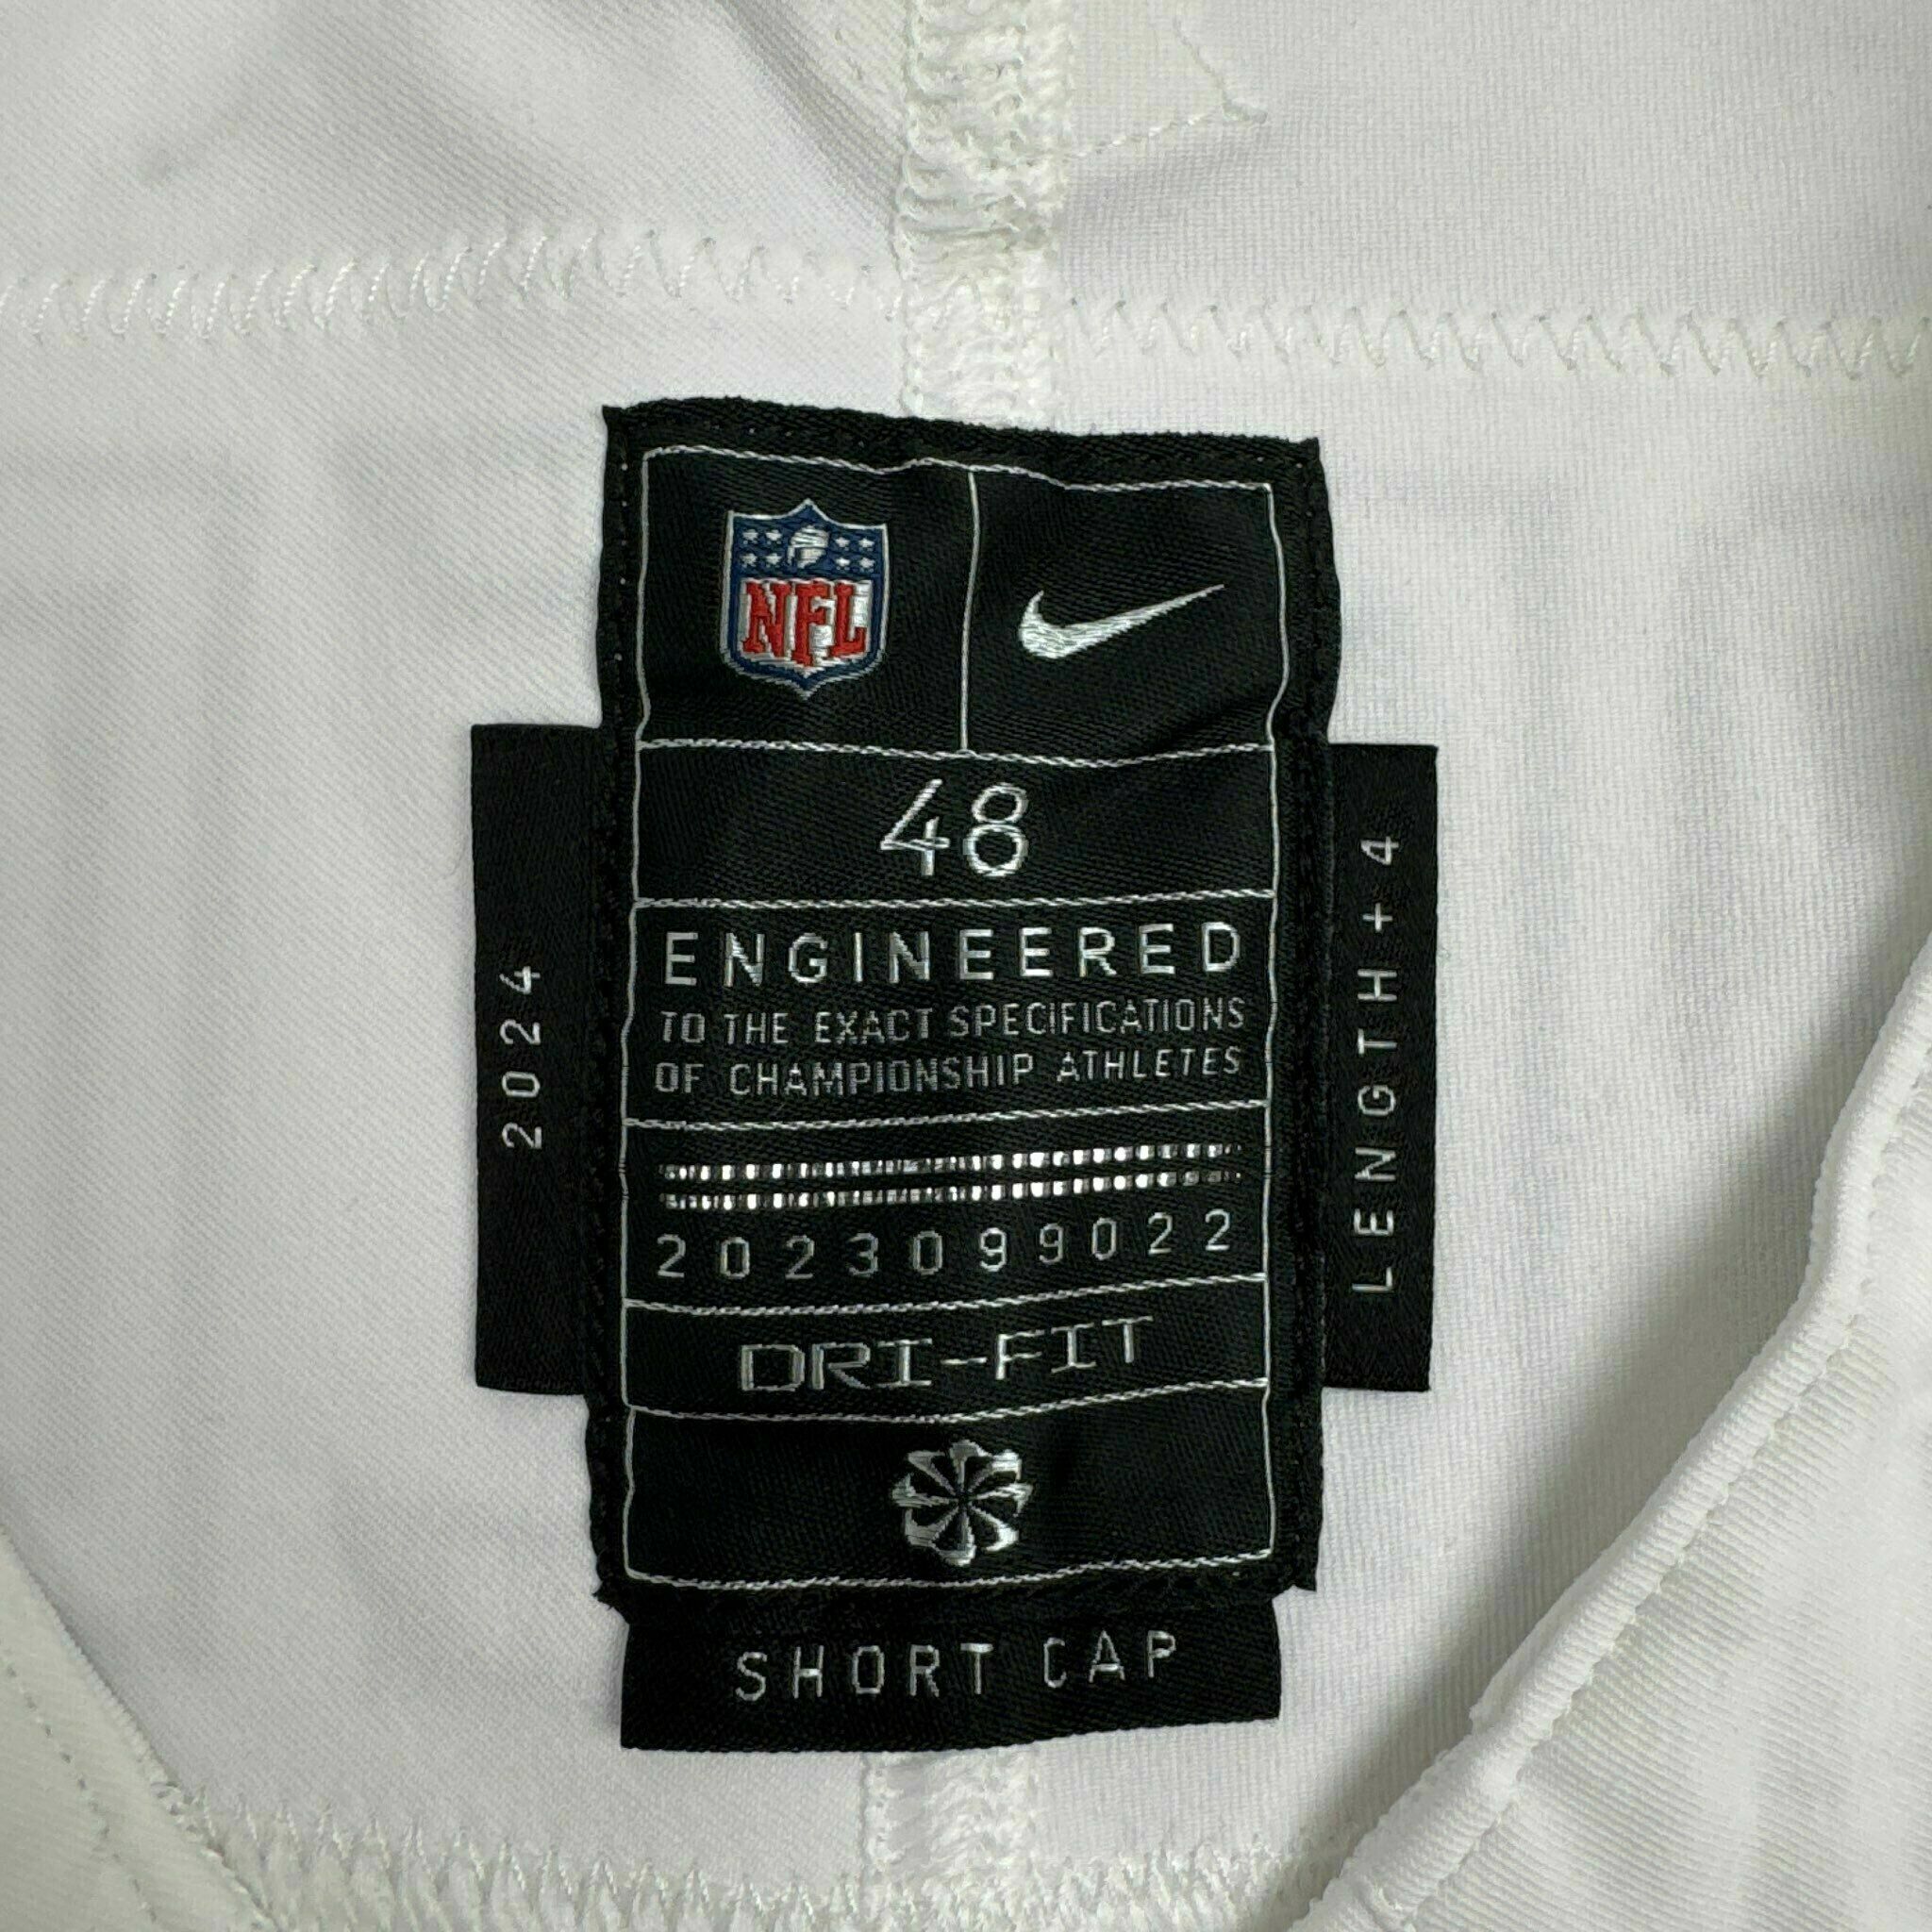 NFL
48
ENGINEERED
TO THE EXACT SPECIFICATIONS
OF CHAMPIONSHIP ATHLETES
2023099022
DRI-FIT
SHORT CAP
2024
LENGTH+4